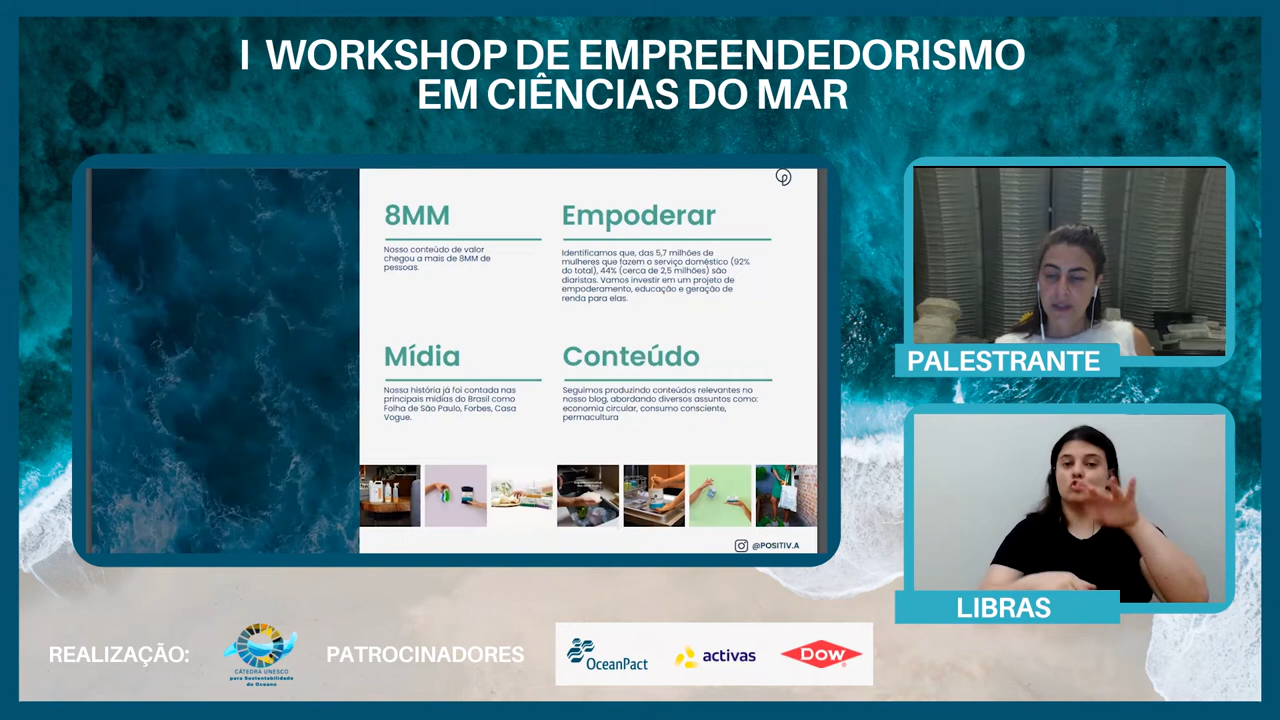 I WORKSHOP DE EMPREENDEDORISMO
EM CIÊNCIAS DO MAR
8MM
Nosso conteúdo de valor
chegou a mais de 8MM de
pessoas.
Empoderar
Identificamos que, das 5,7 milhões de
mulheres que fazem o serviço doméstico (92%
do total), 44% (cerca de 2,5 milhões) são
diaristas. Vamos investir em um projeto de
empoderamento, educação e geração de
renda para elas.
Mídia
Nossa história já foi contada nas
principais mídias do Brasil como
Folha de São Paulo, Forbes, Casa
Vogue.
Conteúdo
Seguimos produzindo conteúdos relevantes no
nosso blog, abordando diversos assuntos como:
economia circular, consumo consciente,
permacultura
@POSITIV.A
PALESTRANTE
LIBRAS
REALIZAÇÃO:
CÁTEDRA UNESCO
para Sustentabilidade
do Oceano
PATROCINADORES
OceanPact
activas
Dow